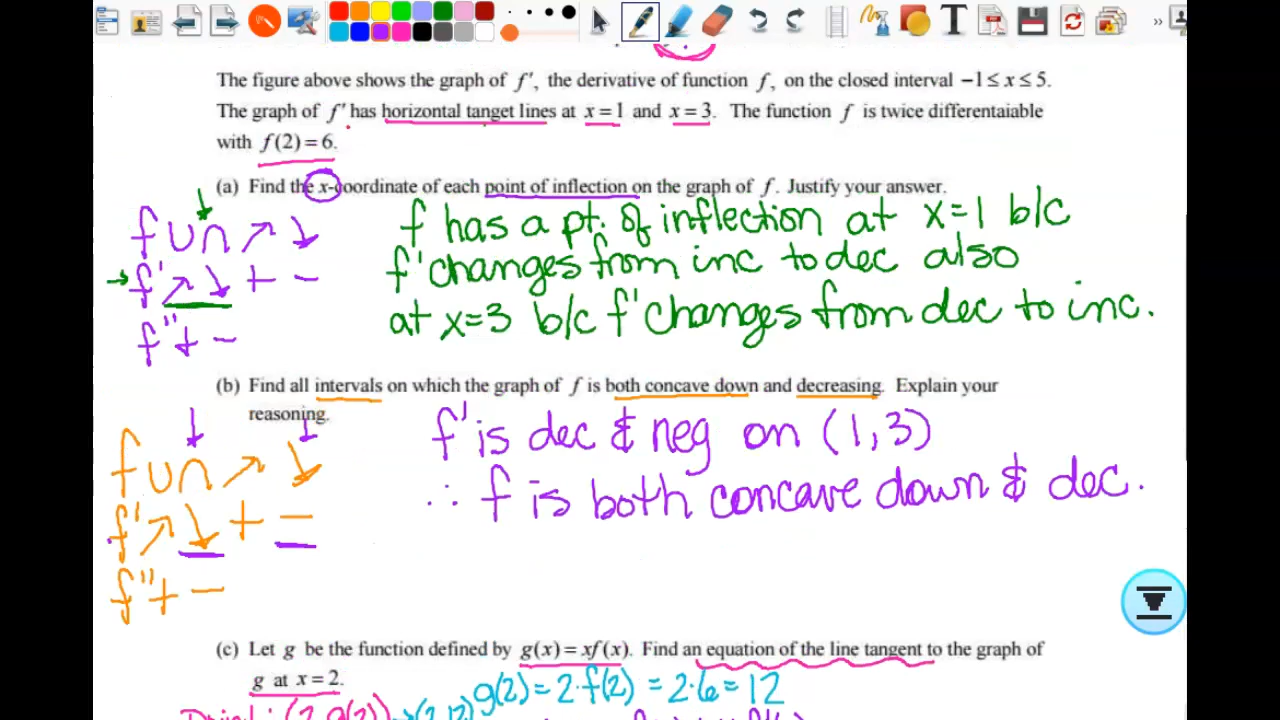 The figure above shows the graph of f′, the derivative of function f, on the closed interval −1 ≤ x ≤ 5.
The graph of f′ has horizontal tanget lines at x = 1 and x = 3. The function f is twice differentaiable
with f(2) = 6.
(a) Find the x-coordinate of each point of inflection on the graph of f. Justify your answer.
f ∪ ∩ ↗ ↘
f′ ↗ ↘ + −
f″ + −
f has a pt. of inflection at x=1 b/c
f′ changes from inc to dec also
at x=3 b/c f′ changes from dec to inc.
(b) Find all intervals on which the graph of f is both concave down and decreasing. Explain your
reasoning.
f ∪ ∩ ↗ ↘
f′ ↗ ↘ + −
f″ + −
f′ is dec & neg on (1,3)
∴ f is both concave down & dec.
(c) Let g be the function defined by g(x) = xf(x). Find an equation of the line tangent to the graph of
g at x = 2.
g(2) = 2·f(2) = 2·6 = 12